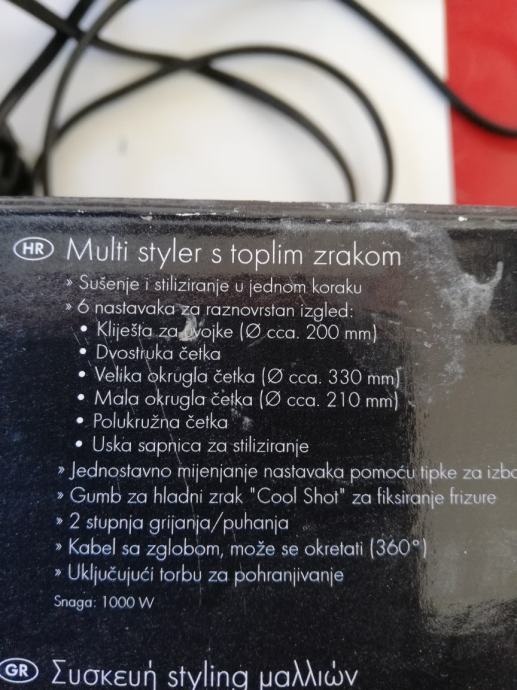 HR Multi styler s toplim zrakom
» Sušenje i stiliziranje u jednom koraku
» 6 nastavaka za raznovrstan izgled:
• Kliješta za uvojke (Ø cca. 200 mm)
• Dvostruka četka
• Velika okrugla četka (Ø cca. 330 mm)
• Mala okrugla četka (Ø cca. 210 mm)
• Polukružna četka
• Uska sapnica za stiliziranje
» Jednostavno mijenjanje nastavaka pomoću tipke za izba
» Gumb za hladni zrak "Cool Shot" za fiksiranje frizure
» 2 stupnja grijanja/puhanja
» Kabel sa zglobom, može se okretati (360°)
» Uključujući torbu za pohranjivanje
Snaga: 1000 W
GR Συσκευή styling μαλλιών